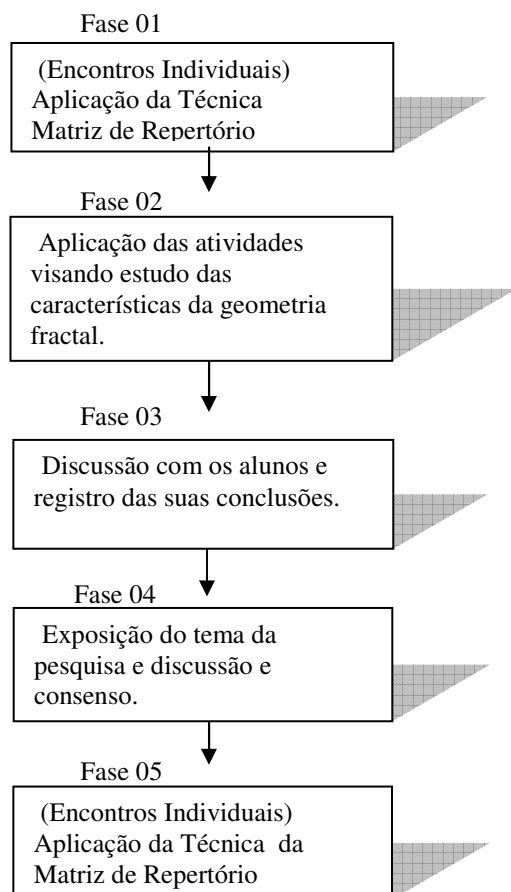 Fase 01
(Encontros Individuais)
Aplicação da Técnica
Matriz de Repertório
Fase 02
Aplicação das atividades
visando estudo das
características da geometria
fractal.
Fase 03
Discussão com os alunos e
registro das suas conclusões.
Fase 04
Exposição do tema da
pesquisa e discussão e
consenso.
Fase 05
(Encontros Individuais)
Aplicação da Técnica da
Matriz de Repertório